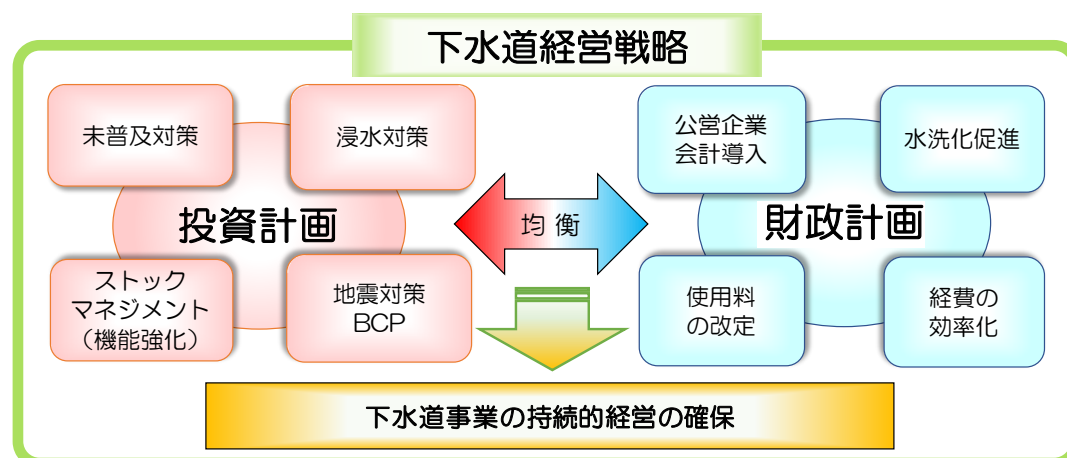 下水道経営戦略
未普及対策
浸水対策
投資計画
ストック
マネジメント
（機能強化）
地震対策
BCP
均衡
公営企業
会計導入
水洗化促進
財政計画
使用料
の改定
経費の
効率化
下水道事業の持続的経営の確保